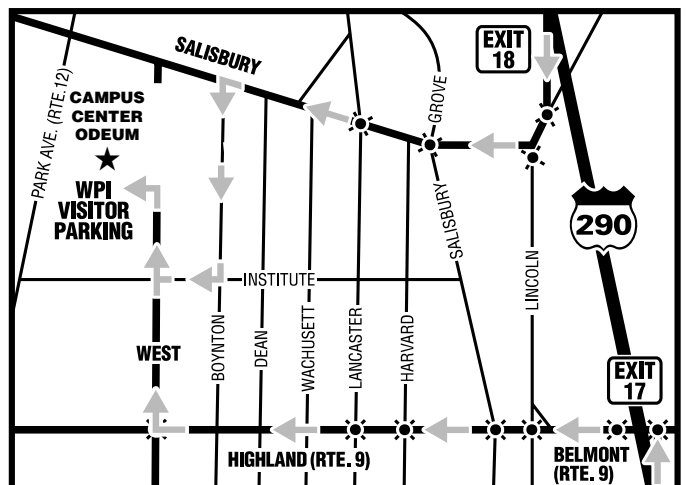 SALISBURY
EXIT
18
GROVE
PARK AVE. (RTE.12)
CAMPUS
CENTER
ODEUM
WPI
VISITOR
PARKING
SALISBURY
290
LINCOLN
INSTITUTE
WEST
BOYNTON
DEAN
WACHUSETT
LANCASTER
HARVARD
EXIT
17
HIGHLAND (RTE. 9)
BELMONT
(RTE. 9)